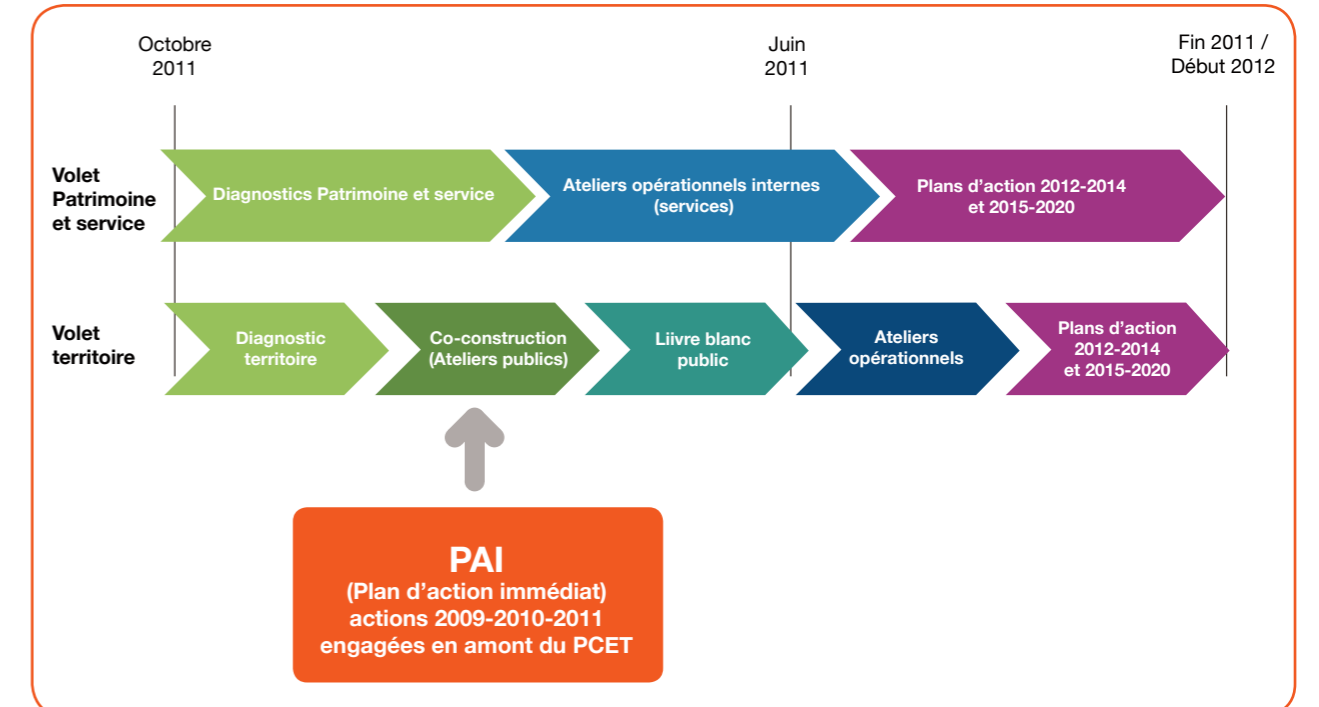 Octobre
2011
Juin
2011
Fin 2011 /
Début 2012
Volet
Patrimoine
et service
Diagnostics Patrimoine et service
Ateliers opérationnels internes
(services)
Plans d’action 2012-2014
et 2015-2020
Volet
territoire
Diagnostic
territoire
Co-construction
(Ateliers publics)
Liivre blanc
public
Ateliers
opérationnels
Plans d’action
2012-2014
et 2015-2020
PAI
(Plan d’action immédiat)
actions 2009-2010-2011
engagées en amont du PCET